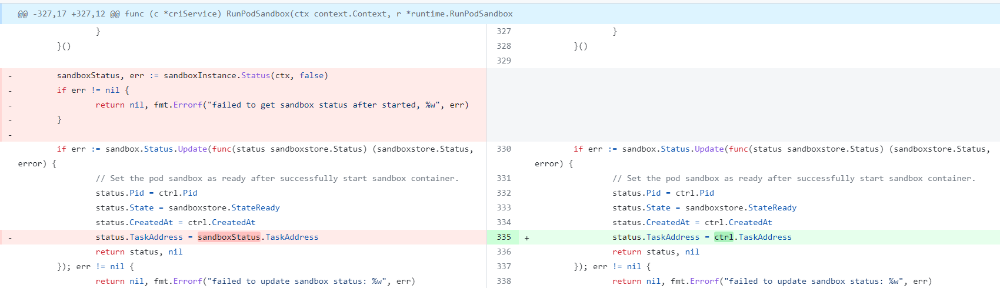 @@ -327,17 +327,12 @@ func (c *criService) RunPodSandbox(ctx context.Context, r *runtime.RunPodSandbox
}
}()
- sandboxStatus, err := sandboxInstance.Status(ctx, false)
- if err != nil {
- return nil, fmt.Errorf("failed to get sandbox status after started, %w", err)
- }
-
if err := sandbox.Status.Update(func(status sandboxstore.Status) (sandboxstore.Status,
error) {
// Set the pod sandbox as ready after successfully start sandbox container.
status.Pid = ctrl.Pid
status.State = sandboxstore.StateReady
status.CreatedAt = ctrl.CreatedAt
- status.TaskAddress = sandboxStatus.TaskAddress
return status, nil
}); err != nil {
return nil, fmt.Errorf("failed to update sandbox status: %w", err)
327 }
328 }()
329
330 if err := sandbox.Status.Update(func(status sandboxstore.Status) (sandboxstore.Status,
error) {
331 // Set the pod sandbox as ready after successfully start sandbox container.
332 status.Pid = ctrl.Pid
333 status.State = sandboxstore.StateReady
334 status.CreatedAt = ctrl.CreatedAt
335 + status.TaskAddress = ctrl.TaskAddress
336 return status, nil
337 }); err != nil {
338 return nil, fmt.Errorf("failed to update sandbox status: %w", err)